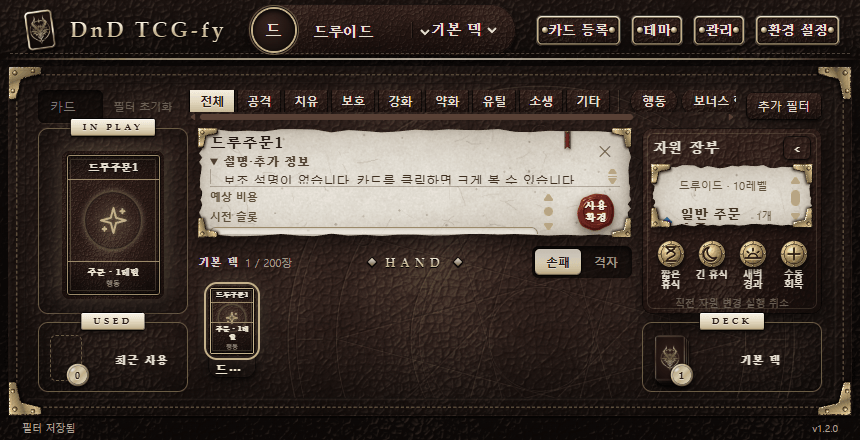 DnD TCG-fy
드
드루이드
기본 덱
카드 등록
테마
관리
환경 설정
카드
필터 초기화
전체
공격
치유
보호
강화
약화
유틸
소생
기타
행동
보너스
추가 필터
IN PLAY
드루주문1
주문 · 1레벨
행동
드루주문1
▼ 설명·추가 정보
보조 설명이 없습니다. 카드를 클릭하면 크게 볼 수 있습니다.
예상 비용
시전 슬롯
사용
확정
자원 장부
<
드루이드 · 10레벨
일반 주문
1개
짧은
휴식
긴 휴식
새벽
경과
수동
회복
직전 자원 변경 실행 취소
기본 덱 1 / 200장
HAND
손패
격자
드루주문1
주문 · 1레
벨
행동
드…
USED
최근 사용
0
DECK
기본 덱
1
필터 저장됨
v1.2.0